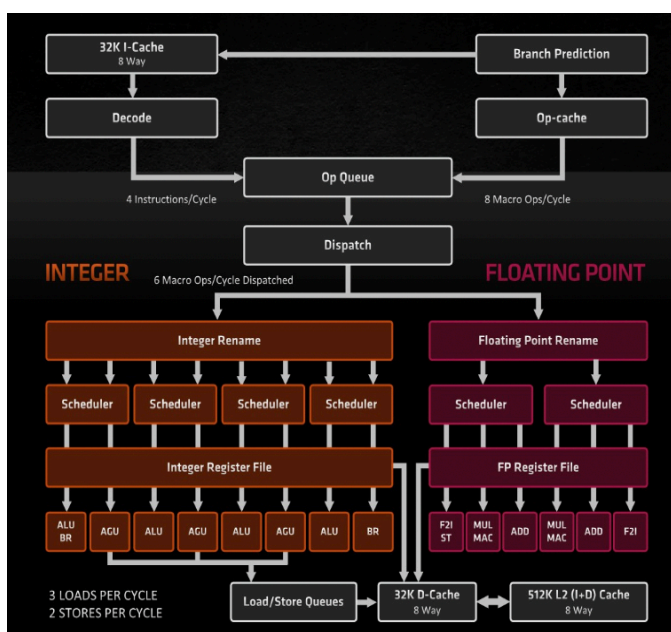 32K I-Cache
8 Way
Branch Prediction
Decode
Op-cache
Op Queue
4 Instructions/Cycle
8 Macro Ops/Cycle
Dispatch
INTEGER
6 Macro Ops/Cycle Dispatched
FLOATING POINT
Integer Rename
Floating Point Rename
Scheduler
Scheduler
Scheduler
Scheduler
Scheduler
Scheduler
Integer Register File
FP Register File
ALU
BR
AGU
ALU
AGU
ALU
AGU
ALU
BR
F2I
ST
MUL
MAC
ADD
MUL
MAC
ADD
F2I
3 LOADS PER CYCLE
2 STORES PER CYCLE
Load/Store Queues
32K D-Cache
8 Way
512K L2 (I+D) Cache
8 Way